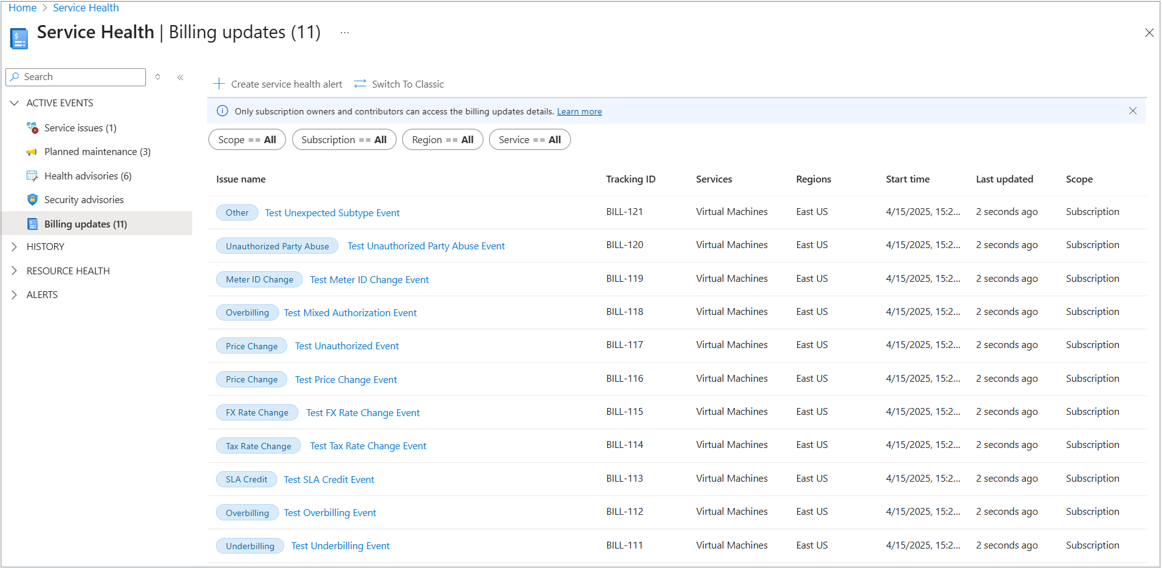 Home > Service Health
Service Health | Billing updates (11) ...
Search
Create service health alert Switch To Classic
ACTIVE EVENTS
Service issues (1)
Planned maintenance (3)
Health advisories (6)
Security advisories
Billing updates (11)
HISTORY
RESOURCE HEALTH
ALERTS
Only subscription owners and contributors can access the billing updates details. Learn more
Scope == All Subscription == All Region == All Service == All
Issue name Tracking ID Services Regions Start time Last updated Scope
Other Test Unexpected Subtype Event BILL-121 Virtual Machines East US 4/15/2025, 15:2... 2 seconds ago Subscription
Unauthorized Party Abuse Test Unauthorized Party Abuse Event BILL-120 Virtual Machines East US 4/15/2025, 15:2... 2 seconds ago Subscription
Meter ID Change Test Meter ID Change Event BILL-119 Virtual Machines East US 4/15/2025, 15:2... 2 seconds ago Subscription
Overbilling Test Mixed Authorization Event BILL-118 Virtual Machines East US 4/15/2025, 15:2... 2 seconds ago Subscription
Price Change Test Unauthorized Event BILL-117 Virtual Machines East US 4/15/2025, 15:2... 2 seconds ago Subscription
Price Change Test Price Change Event BILL-116 Virtual Machines East US 4/15/2025, 15:2... 2 seconds ago Subscription
FX Rate Change Test FX Rate Change Event BILL-115 Virtual Machines East US 4/15/2025, 15:2... 2 seconds ago Subscription
Tax Rate Change Test Tax Rate Change Event BILL-114 Virtual Machines East US 4/15/2025, 15:2... 2 seconds ago Subscription
SLA Credit Test SLA Credit Event BILL-113 Virtual Machines East US 4/15/2025, 15:2... 2 seconds ago Subscription
Overbilling Test Overbilling Event BILL-112 Virtual Machines East US 4/15/2025, 15:2... 2 seconds ago Subscription
Underbilling Test Underbilling Event BILL-111 Virtual Machines East US 4/15/2025, 15:2... 2 seconds ago Subscription